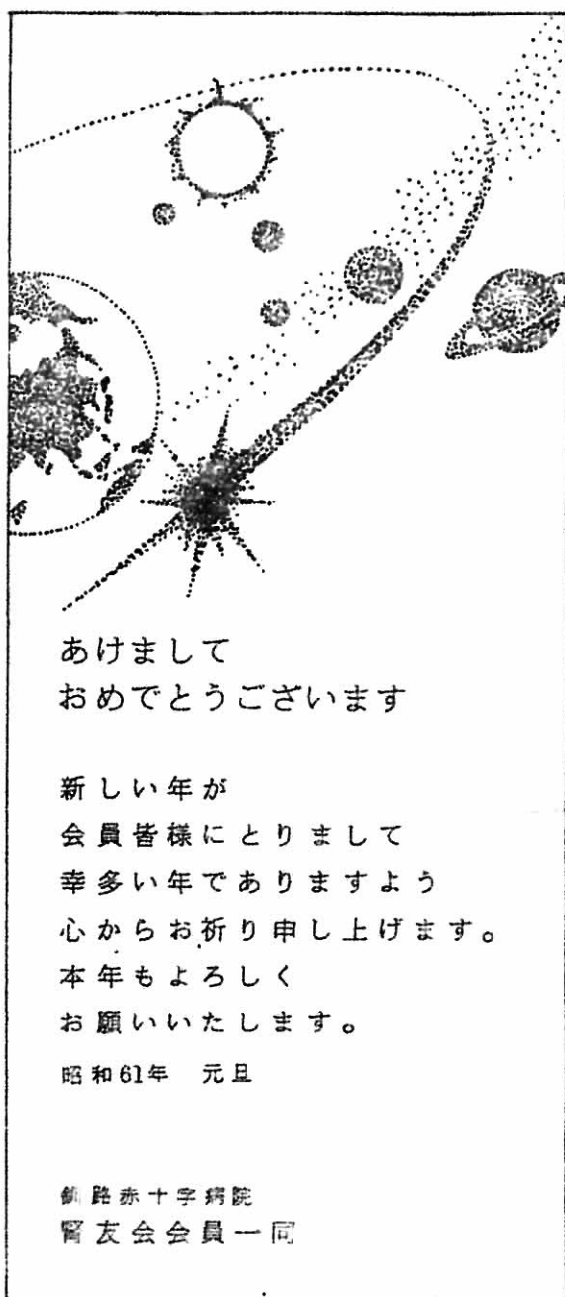 あけまして
おめでとうございます
新しい年が
会員皆様にとりまして
幸多い年でありますよう
心からお祈り申し上げます。
本年もよろしく
お願いいたします。
昭和61年　元旦
釧路赤十字病院
腎友会会員一同